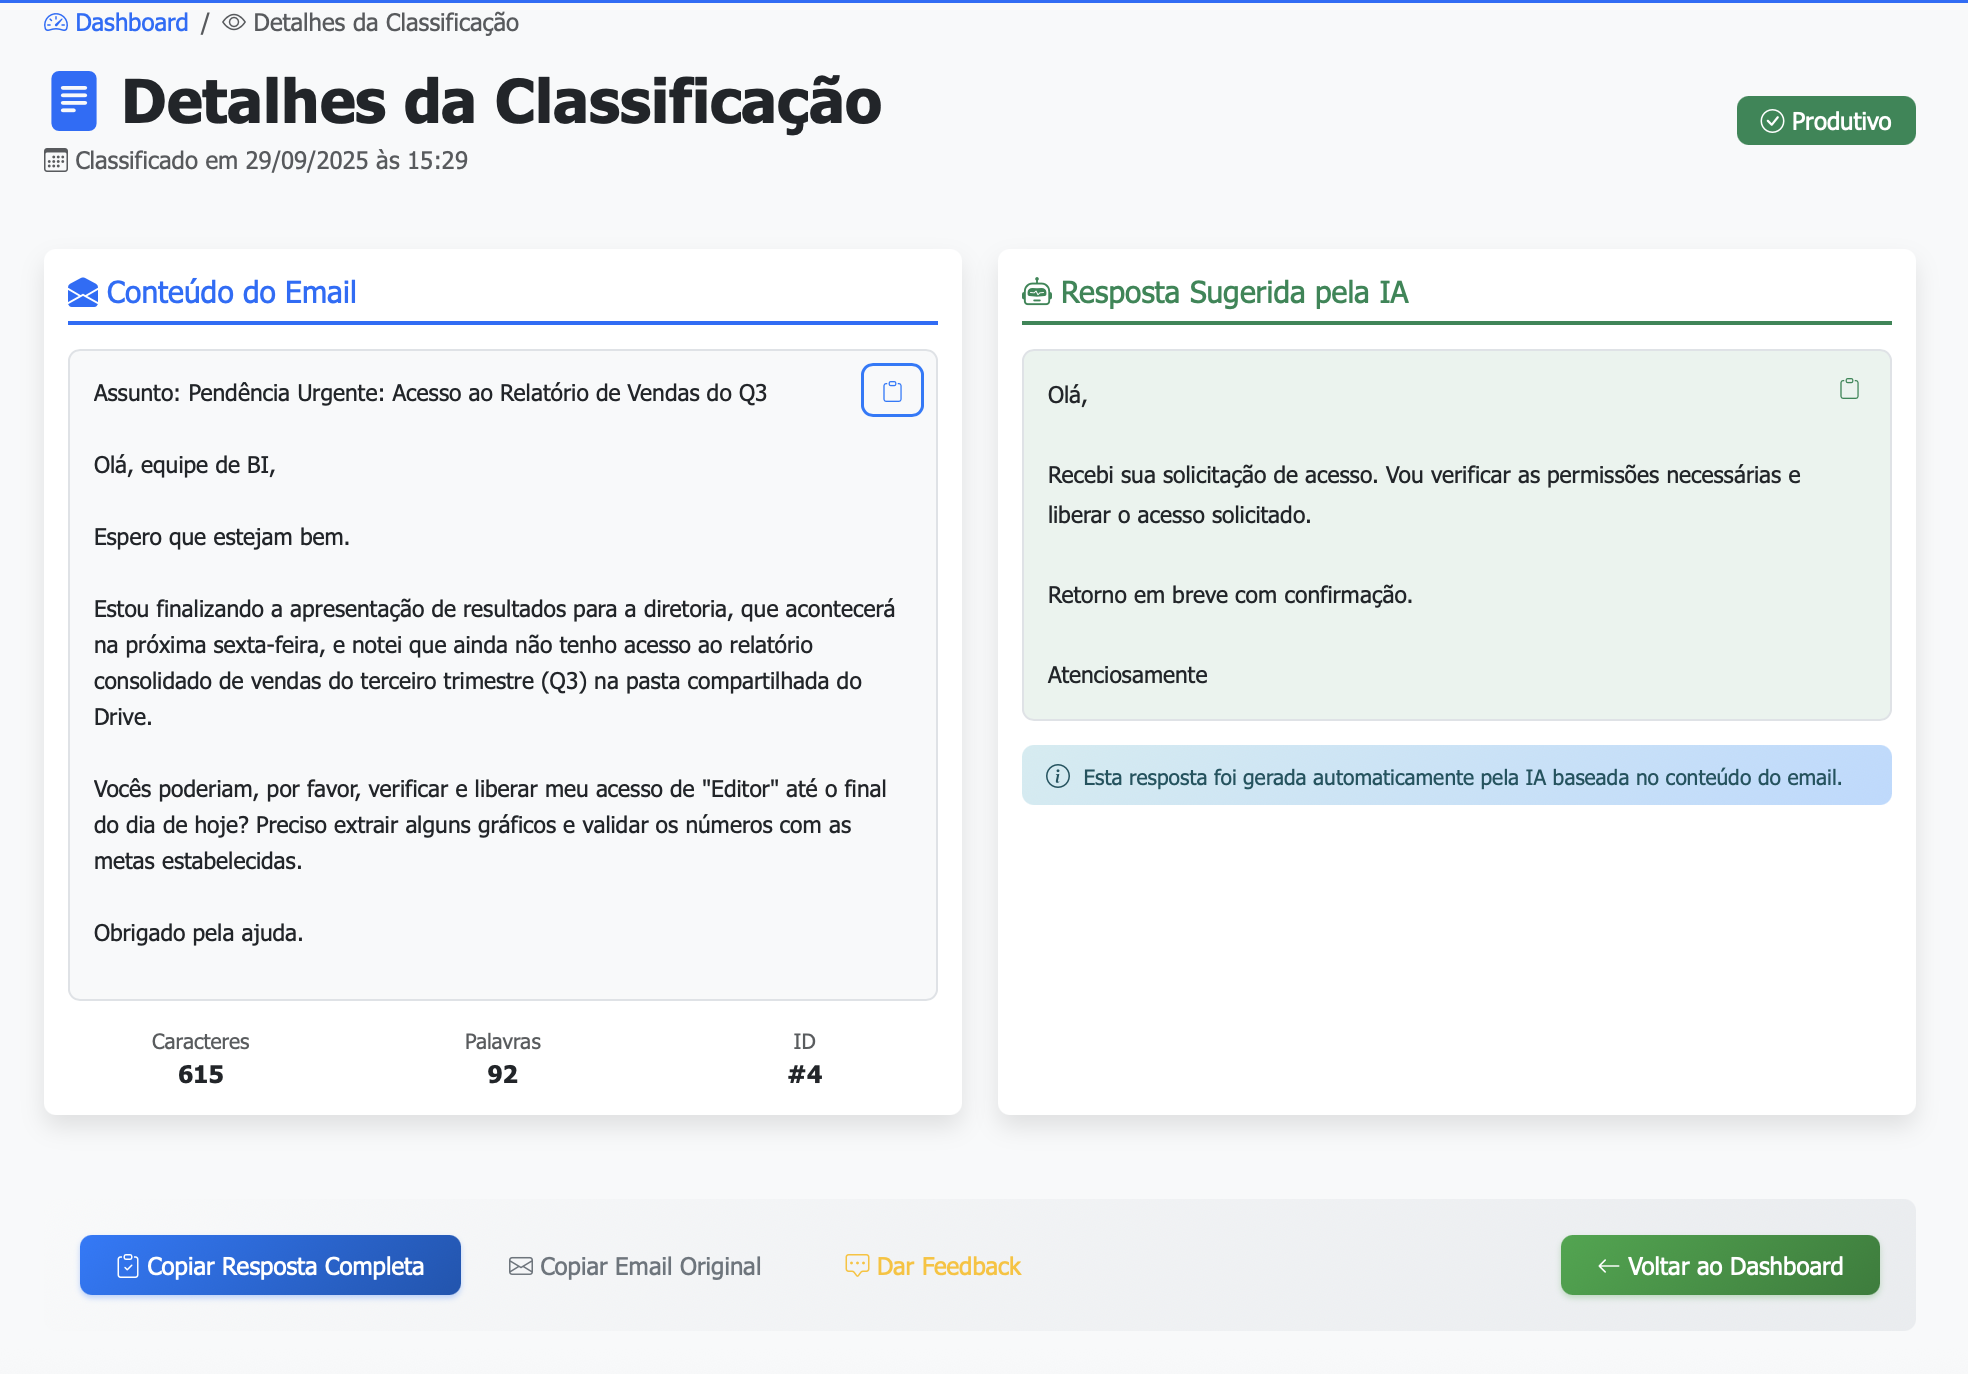 Dashboard / Detalhes da Classificação
Detalhes da Classificação
Classificado em 29/09/2025 às 15:29
Produtivo
Conteúdo do Email
Assunto: Pendência Urgente: Acesso ao Relatório de Vendas do Q3
Olá, equipe de BI,
Espero que estejam bem.
Estou finalizando a apresentação de resultados para a diretoria, que acontecerá
na próxima sexta-feira, e notei que ainda não tenho acesso ao relatório
consolidado de vendas do terceiro trimestre (Q3) na pasta compartilhada do
Drive.
Vocês poderiam, por favor, verificar e liberar meu acesso de "Editor" até o final
do dia de hoje? Preciso extrair alguns gráficos e validar os números com as
metas estabelecidas.
Obrigado pela ajuda.
Caracteres
615
Palavras
92
ID
#4
Resposta Sugerida pela IA
Olá,
Recebi sua solicitação de acesso. Vou verificar as permissões necessárias e
liberar o acesso solicitado.
Retorno em breve com confirmação.
Atenciosamente
Esta resposta foi gerada automaticamente pela IA baseada no conteúdo do email.
Copiar Resposta Completa
Copiar Email Original
Dar Feedback
Voltar ao Dashboard